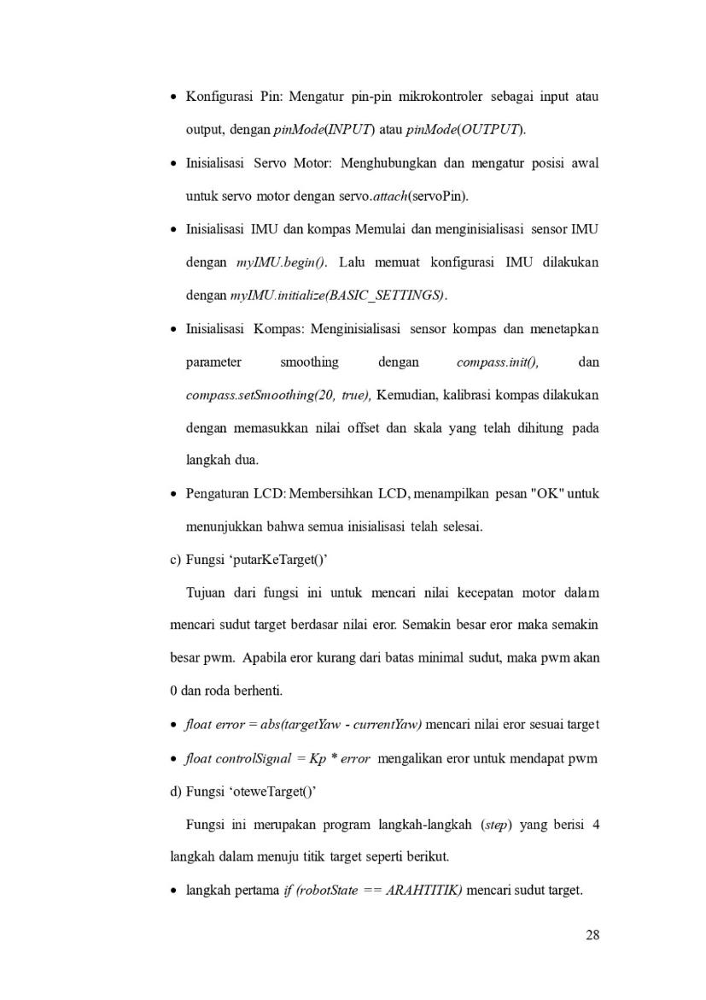 • Konfigurasi Pin: Mengatur pin-pin mikrokontroler sebagai input atau
output, dengan pinMode(INPUT) atau pinMode(OUTPUT).
• Inisialisasi Servo Motor: Menghubungkan dan mengatur posisi awal
untuk servo motor dengan servo.attach(servoPin).
• Inisialisasi IMU dan kompas Memulai dan menginisialisasi sensor IMU
dengan myIMU.begin(). Lalu memuat konfigurasi IMU dilakukan
dengan myIMU.initialize(BASIC_SETTINGS).
• Inisialisasi Kompas: Menginisialisasi sensor kompas dan menetapkan
parameter smoothing dengan compass.init(), dan
compass.setSmoothing(20, true), Kemudian, kalibrasi kompas dilakukan
dengan memasukkan nilai offset dan skala yang telah dihitung pada
langkah dua.
• Pengaturan LCD: Membersihkan LCD, menampilkan pesan "OK" untuk
menunjukkan bahwa semua inisialisasi telah selesai.
c) Fungsi ‘putarKeTarget()’
Tujuan dari fungsi ini untuk mencari nilai kecepatan motor dalam
mencari sudut target berdasar nilai eror. Semakin besar eror maka semakin
besar pwm. Apabila eror kurang dari batas minimal sudut, maka pwm akan
0 dan roda berhenti.
• float error = abs(targetYaw - currentYaw) mencari nilai eror sesuai target
• float controlSignal = Kp * error mengalikan eror untuk mendapat pwm
d) Fungsi ‘oteweTarget()’
Fungsi ini merupakan program langkah-langkah (step) yang berisi 4
langkah dalam menuju titik target seperti berikut.
• langkah pertama if (robotState == ARAHTITIK) mencari sudut target.
28